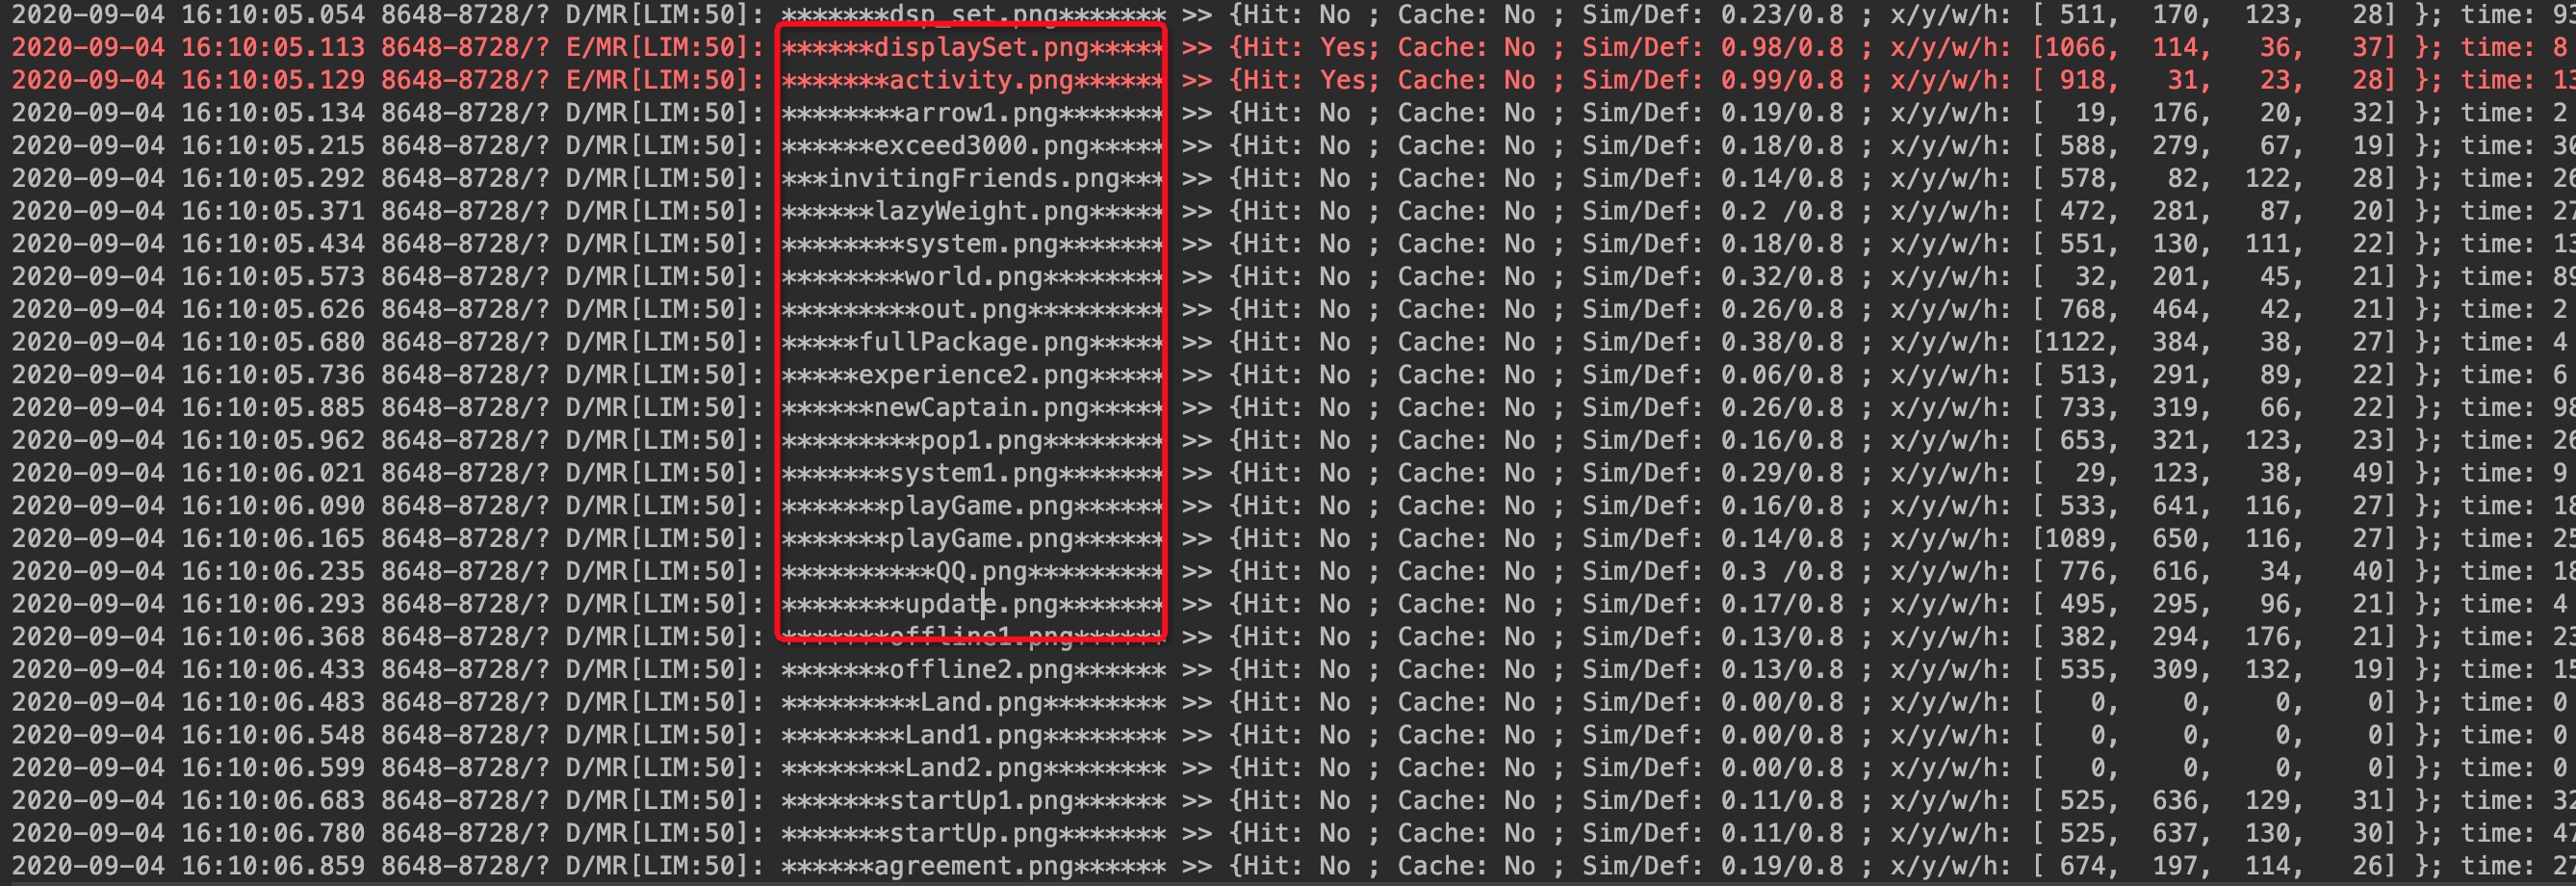 2020-09-04 16:10:05.054 8648-8728/? D/MR[LIM:50]: *******dsp_set.png******* >> {Hit: No ; Cache: No ; Sim/Def: 0.23/0.8 ; x/y/w/h: [ 511, 170, 123, 28] }; time: 93
2020-09-04 16:10:05.113 8648-8728/? E/MR[LIM:50]: ******displaySet.png***** >> {Hit: Yes; Cache: No ; Sim/Def: 0.98/0.8 ; x/y/w/h: [1066, 114, 36, 37] }; time: 8
2020-09-04 16:10:05.129 8648-8728/? E/MR[LIM:50]: *******activity.png****** >> {Hit: Yes; Cache: No ; Sim/Def: 0.99/0.8 ; x/y/w/h: [ 918, 31, 23, 28] }; time: 13
2020-09-04 16:10:05.134 8648-8728/? D/MR[LIM:50]: ********arrow1.png******* >> {Hit: No ; Cache: No ; Sim/Def: 0.19/0.8 ; x/y/w/h: [ 19, 176, 20, 32] }; time: 2
2020-09-04 16:10:05.215 8648-8728/? D/MR[LIM:50]: ******exceed3000.png***** >> {Hit: No ; Cache: No ; Sim/Def: 0.18/0.8 ; x/y/w/h: [ 588, 279, 67, 19] }; time: 30
2020-09-04 16:10:05.292 8648-8728/? D/MR[LIM:50]: ***invitingFriends.png*** >> {Hit: No ; Cache: No ; Sim/Def: 0.14/0.8 ; x/y/w/h: [ 578, 82, 122, 28] }; time: 26
2020-09-04 16:10:05.371 8648-8728/? D/MR[LIM:50]: ******lazyWeight.png***** >> {Hit: No ; Cache: No ; Sim/Def: 0.2 /0.8 ; x/y/w/h: [ 472, 281, 87, 20] }; time: 27
2020-09-04 16:10:05.434 8648-8728/? D/MR[LIM:50]: ********system.png******* >> {Hit: No ; Cache: No ; Sim/Def: 0.18/0.8 ; x/y/w/h: [ 551, 130, 111, 22] }; time: 13
2020-09-04 16:10:05.573 8648-8728/? D/MR[LIM:50]: ********world.png******** >> {Hit: No ; Cache: No ; Sim/Def: 0.32/0.8 ; x/y/w/h: [ 32, 201, 45, 21] }; time: 89
2020-09-04 16:10:05.626 8648-8728/? D/MR[LIM:50]: *********out.png********* >> {Hit: No ; Cache: No ; Sim/Def: 0.26/0.8 ; x/y/w/h: [ 768, 464, 42, 21] }; time: 2
2020-09-04 16:10:05.680 8648-8728/? D/MR[LIM:50]: *****fullPackage.png***** >> {Hit: No ; Cache: No ; Sim/Def: 0.38/0.8 ; x/y/w/h: [1122, 384, 38, 27] }; time: 4
2020-09-04 16:10:05.736 8648-8728/? D/MR[LIM:50]: *****experience2.png***** >> {Hit: No ; Cache: No ; Sim/Def: 0.06/0.8 ; x/y/w/h: [ 513, 291, 89, 22] }; time: 6
2020-09-04 16:10:05.885 8648-8728/? D/MR[LIM:50]: ******newCaptain.png***** >> {Hit: No ; Cache: No ; Sim/Def: 0.26/0.8 ; x/y/w/h: [ 733, 319, 66, 22] }; time: 98
2020-09-04 16:10:05.962 8648-8728/? D/MR[LIM:50]: *********pop1.png******** >> {Hit: No ; Cache: No ; Sim/Def: 0.16/0.8 ; x/y/w/h: [ 653, 321, 123, 23] }; time: 26
2020-09-04 16:10:06.021 8648-8728/? D/MR[LIM:50]: *******system1.png******* >> {Hit: No ; Cache: No ; Sim/Def: 0.29/0.8 ; x/y/w/h: [ 29, 123, 38, 49] }; time: 9
2020-09-04 16:10:06.090 8648-8728/? D/MR[LIM:50]: *******playGame.png****** >> {Hit: No ; Cache: No ; Sim/Def: 0.16/0.8 ; x/y/w/h: [ 533, 641, 116, 27] }; time: 18
2020-09-04 16:10:06.165 8648-8728/? D/MR[LIM:50]: *******playGame.png****** >> {Hit: No ; Cache: No ; Sim/Def: 0.14/0.8 ; x/y/w/h: [1089, 650, 116, 27] }; time: 25
2020-09-04 16:10:06.235 8648-8728/? D/MR[LIM:50]: **********QQ.png********* >> {Hit: No ; Cache: No ; Sim/Def: 0.3 /0.8 ; x/y/w/h: [ 776, 616, 34, 40] }; time: 18
2020-09-04 16:10:06.293 8648-8728/? D/MR[LIM:50]: ********update.png******* >> {Hit: No ; Cache: No ; Sim/Def: 0.17/0.8 ; x/y/w/h: [ 495, 295, 96, 21] }; time: 4
2020-09-04 16:10:06.368 8648-8728/? D/MR[LIM:50]: *******offline1.png****** >> {Hit: No ; Cache: No ; Sim/Def: 0.13/0.8 ; x/y/w/h: [ 382, 294, 176, 21] }; time: 23
2020-09-04 16:10:06.433 8648-8728/? D/MR[LIM:50]: *******offline2.png****** >> {Hit: No ; Cache: No ; Sim/Def: 0.13/0.8 ; x/y/w/h: [ 535, 309, 132, 19] }; time: 15
2020-09-04 16:10:06.483 8648-8728/? D/MR[LIM:50]: *********Land.png******** >> {Hit: No ; Cache: No ; Sim/Def: 0.00/0.8 ; x/y/w/h: [ 0, 0, 0, 0] }; time: 0
2020-09-04 16:10:06.548 8648-8728/? D/MR[LIM:50]: ********Land1.png******** >> {Hit: No ; Cache: No ; Sim/Def: 0.00/0.8 ; x/y/w/h: [ 0, 0, 0, 0] }; time: 0
2020-09-04 16:10:06.599 8648-8728/? D/MR[LIM:50]: ********Land2.png******** >> {Hit: No ; Cache: No ; Sim/Def: 0.00/0.8 ; x/y/w/h: [ 0, 0, 0, 0] }; time: 0
2020-09-04 16:10:06.683 8648-8728/? D/MR[LIM:50]: *******startUp1.png****** >> {Hit: No ; Cache: No ; Sim/Def: 0.11/0.8 ; x/y/w/h: [ 525, 636, 129, 31] }; time: 32
2020-09-04 16:10:06.780 8648-8728/? D/MR[LIM:50]: *******startUp.png******* >> {Hit: No ; Cache: No ; Sim/Def: 0.11/0.8 ; x/y/w/h: [ 525, 637, 130, 30] }; time: 47
2020-09-04 16:10:06.859 8648-8728/? D/MR[LIM:50]: ******agreement.png****** >> {Hit: No ; Cache: No ; Sim/Def: 0.19/0.8 ; x/y/w/h: [ 674, 197, 114, 26] }; time: 27